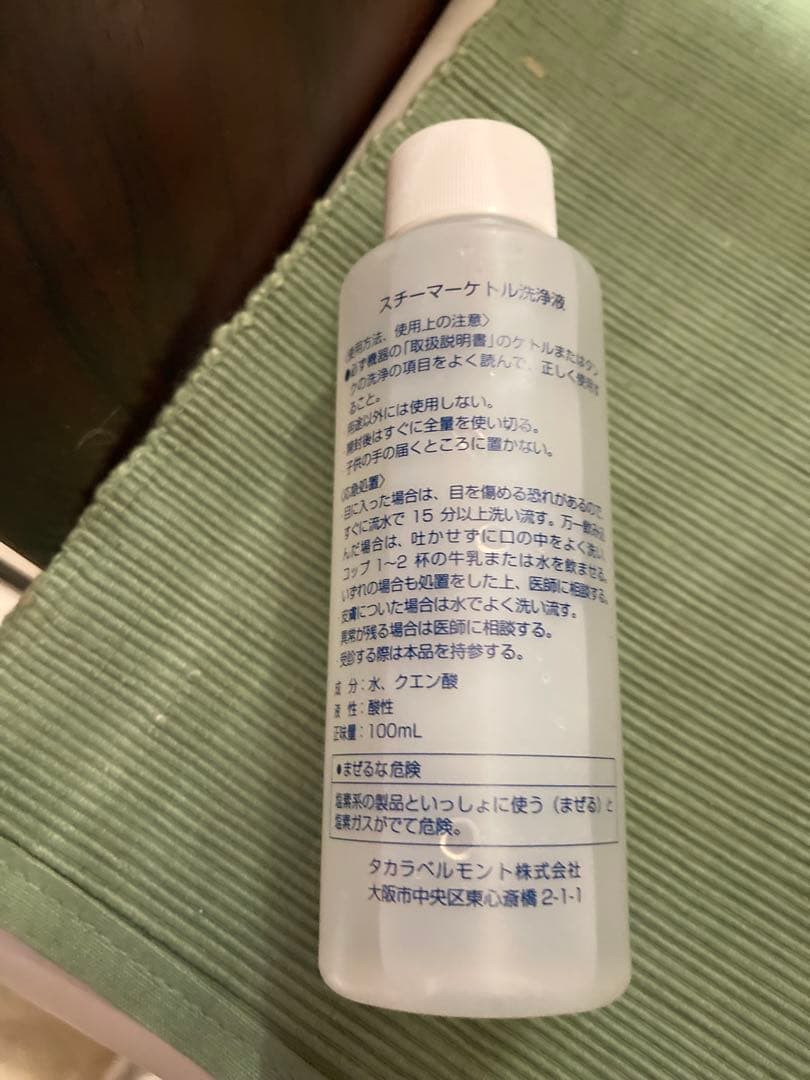 スチーマーケトル洗浄液
〈使用方法、使用上の注意〉
●必ず機器の「取扱説明書」のケトルまたはタン
クの洗浄の項目をよく読んで、正しく使用す
ること。
・用途以外には使用しない。
・開封後はすぐに全量を使い切る。
・子供の手の届くところに置かない。
〈応急処置〉
・目に入った場合は、目を傷める恐れがあるので、
すぐに流水で 15 分以上洗い流す。万一飲み込
んだ場合は、吐かせずに口の中をよく洗い、
コップ 1〜2 杯の牛乳または水を飲ませる。
いずれの場合も処置をした上、医師に相談する。
・皮膚についた場合は水でよく洗い流す。
異常が残る場合は医師に相談する。
・受診する際は本品を持参する。
成 分：水、クエン酸
液 性：酸性
正味量：100mL
●まぜるな危険
塩素系の製品といっしょに使う（まぜる）と
塩素ガスがでて危険。
タカラベルモント株式会社
大阪市中央区東心斎橋 2-1-1